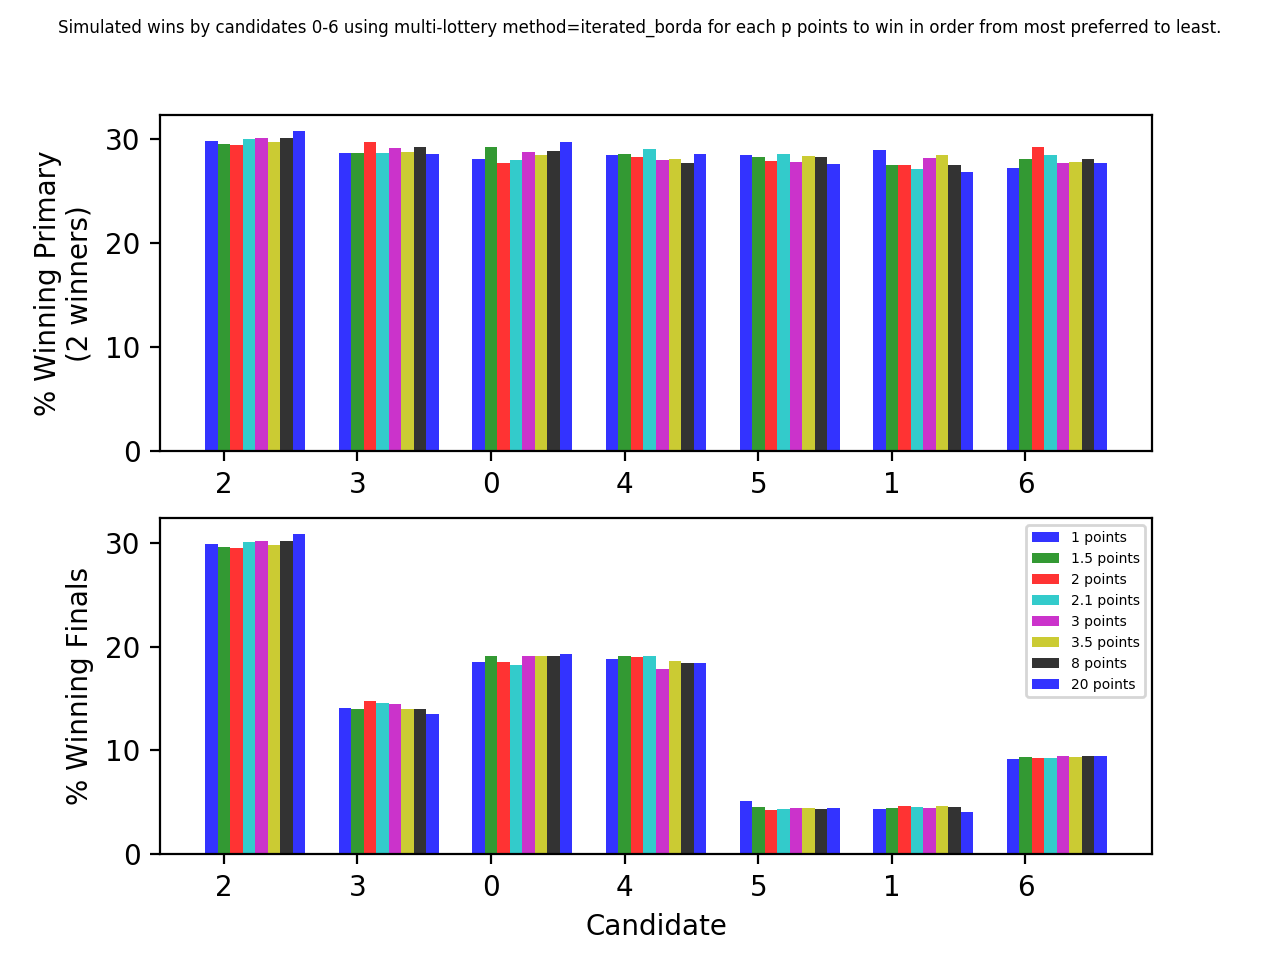 Simulated wins by candidates 0-6 using multi-lottery method=iterated_borda for each p points to win in order from most preferred to least.
% Winning Primary
(2 winners)
30
20
10
0
2 3 0 4 5 1 6
% Winning Finals
30
20
10
0
1 points
1.5 points
2 points
2.1 points
3 points
3.5 points
8 points
20 points
2 3 0 4 5 1 6
Candidate